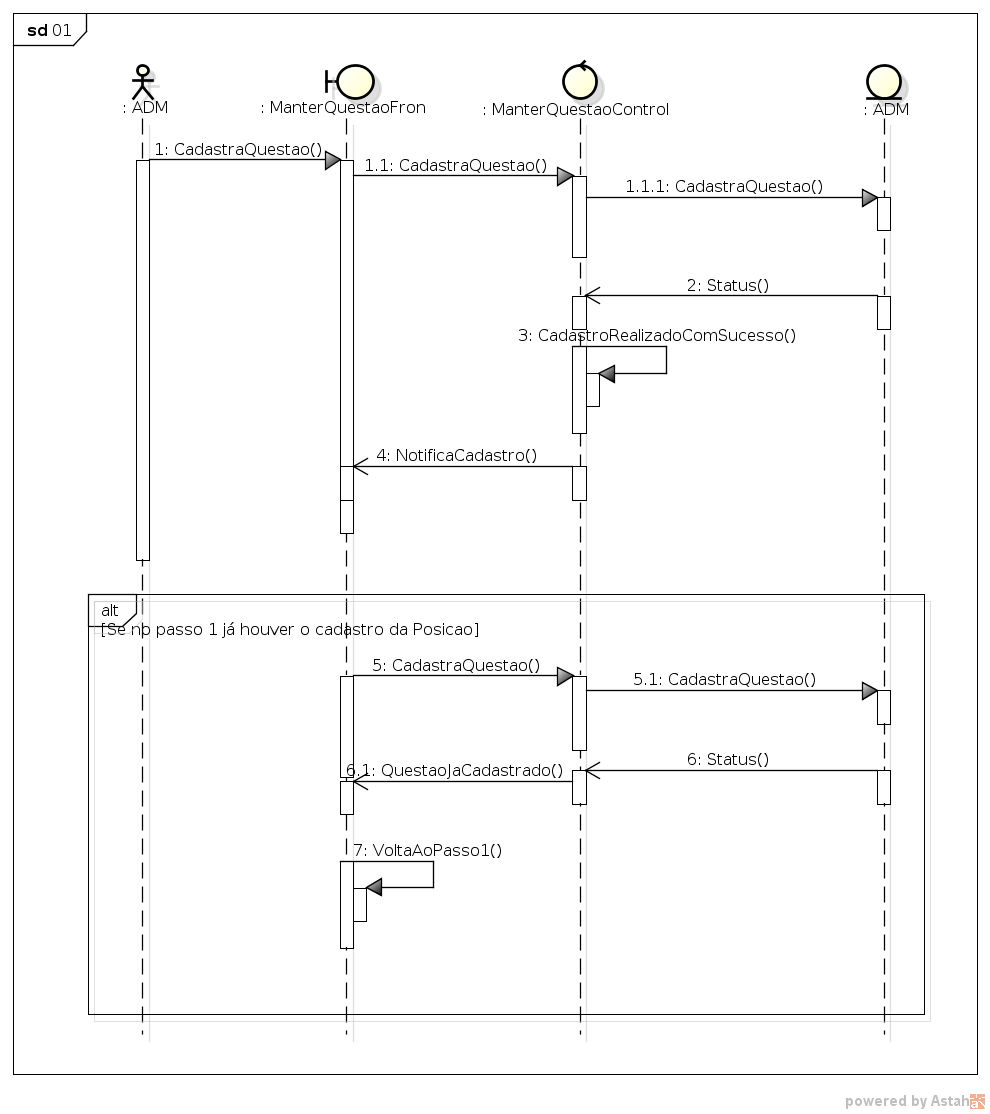 sd 01
: ADM
: ManterQuestaoFron
: ManterQuestaoControl
: ADM
1: CadastraQuestao()
1.1: CadastraQuestao()
1.1.1: CadastraQuestao()
2: Status()
3: CadastroRealizadoComSucesso()
4: NotificaCadastro()
alt
[Se no passo 1 já houver o cadastro da Posicao]
5: CadastraQuestao()
5.1: CadastraQuestao()
6: Status()
6.1: QuestaoJaCadastrado()
7: VoltaAoPasso1()
powered by Astah